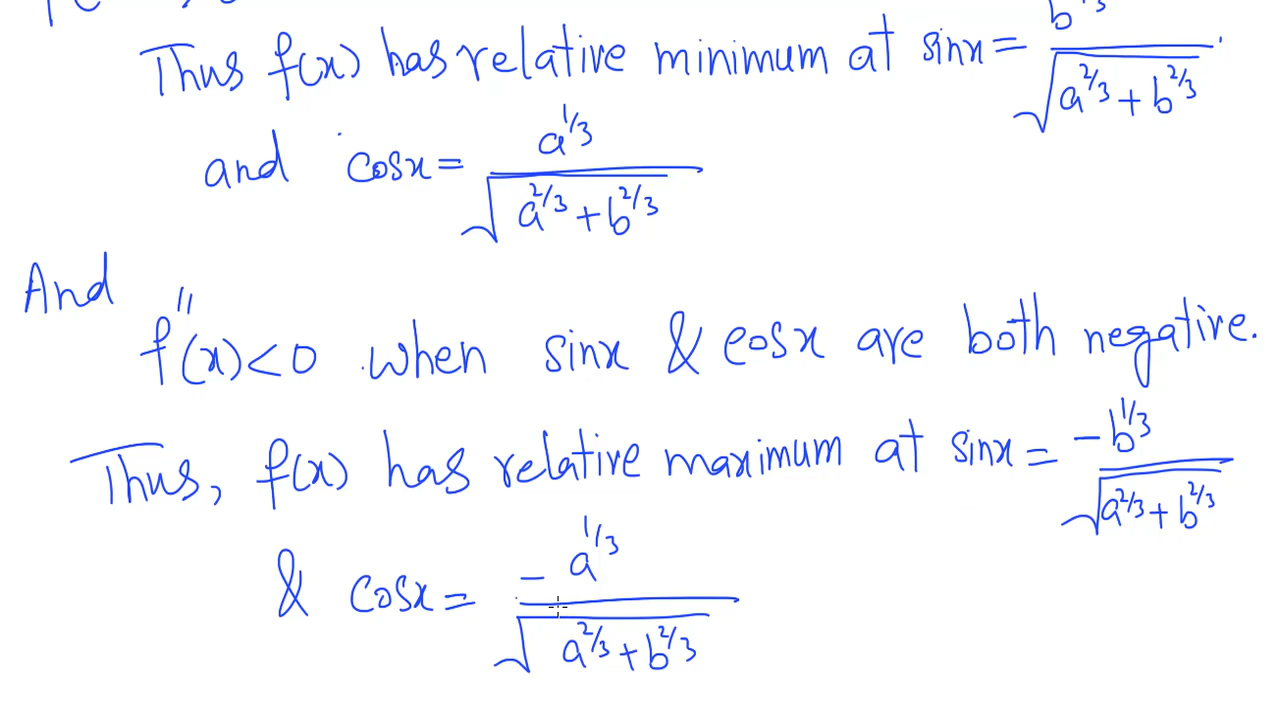 Thus f(x) has relative minimum at sinx = b^1/3 / √(a^2/3 + b^2/3).
and cosx = a^1/3 / √(a^2/3 + b^2/3)
And
f''(x) < 0 when sinx & cosx are both negative.
Thus, f(x) has relative maximum at sinx = -b^1/3 / √(a^2/3 + b^2/3)
& cosx = -a^1/3 / √(a^2/3 + b^2/3)